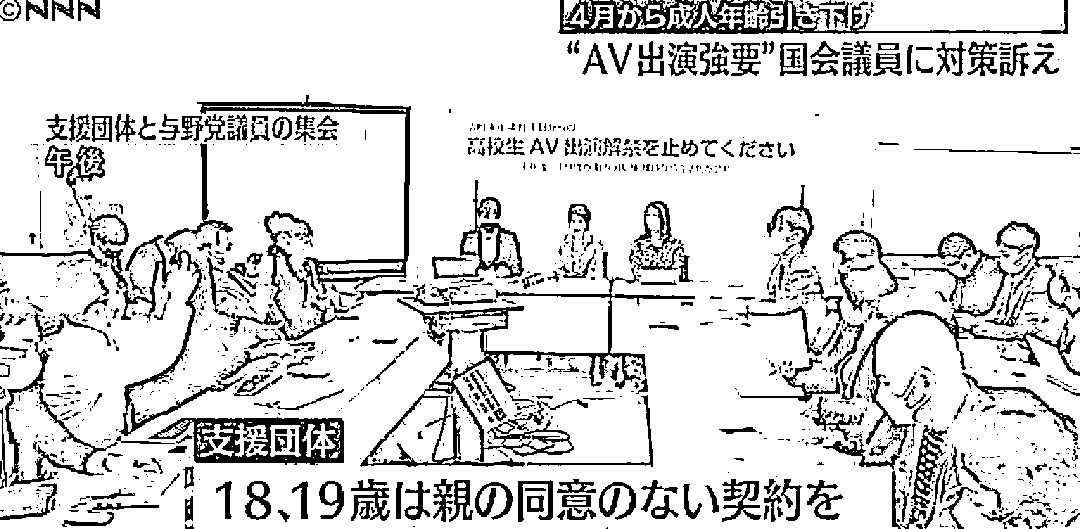 ©NNN
4月から成人年齢引き下げ
“AV出演強要”国会議員に対策訴え
支援団体と与野党議員の集会
午後
高校生AV出演解禁を止めてください
支援団体
18、19歳は親の同意のない契約を